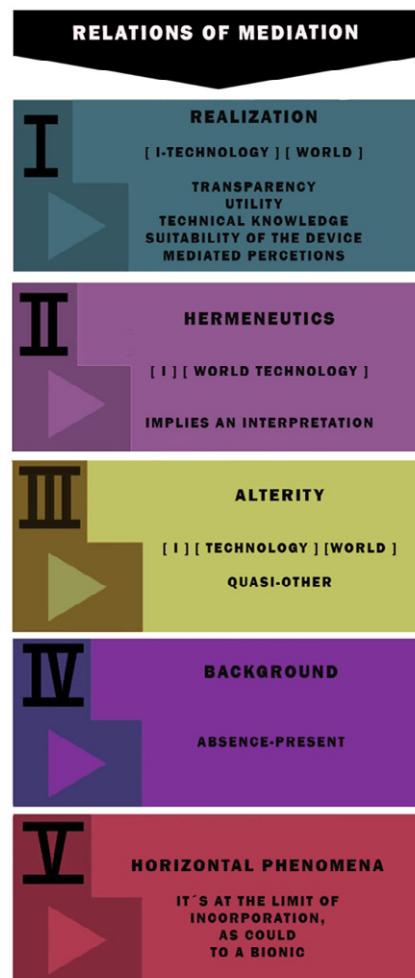 RELATIONS OF MEDIATION
I
REALIZATION
[ I-TECHNOLOGY ] [ WORLD ]
TRANSPARENCY
UTILITY
TECHNICAL KNOWLEDGE
SUITABILITY OF THE DEVICE
MEDIATED PERCETIONS
II
HERMENEUTICS
[ I ] [ WORLD TECHNOLOGY ]
IMPLIES AN INTERPRETATION
III
ALTERITY
[ I ] [ TECHNOLOGY ] [WORLD ]
QUASI-OTHER
IV
BACKGROUND
ABSENCE-PRESENT
V
HORIZONTAL PHENOMENA
IT´S AT THE LIMIT OF
INCORPORATION,
AS COULD
TO A BIONIC